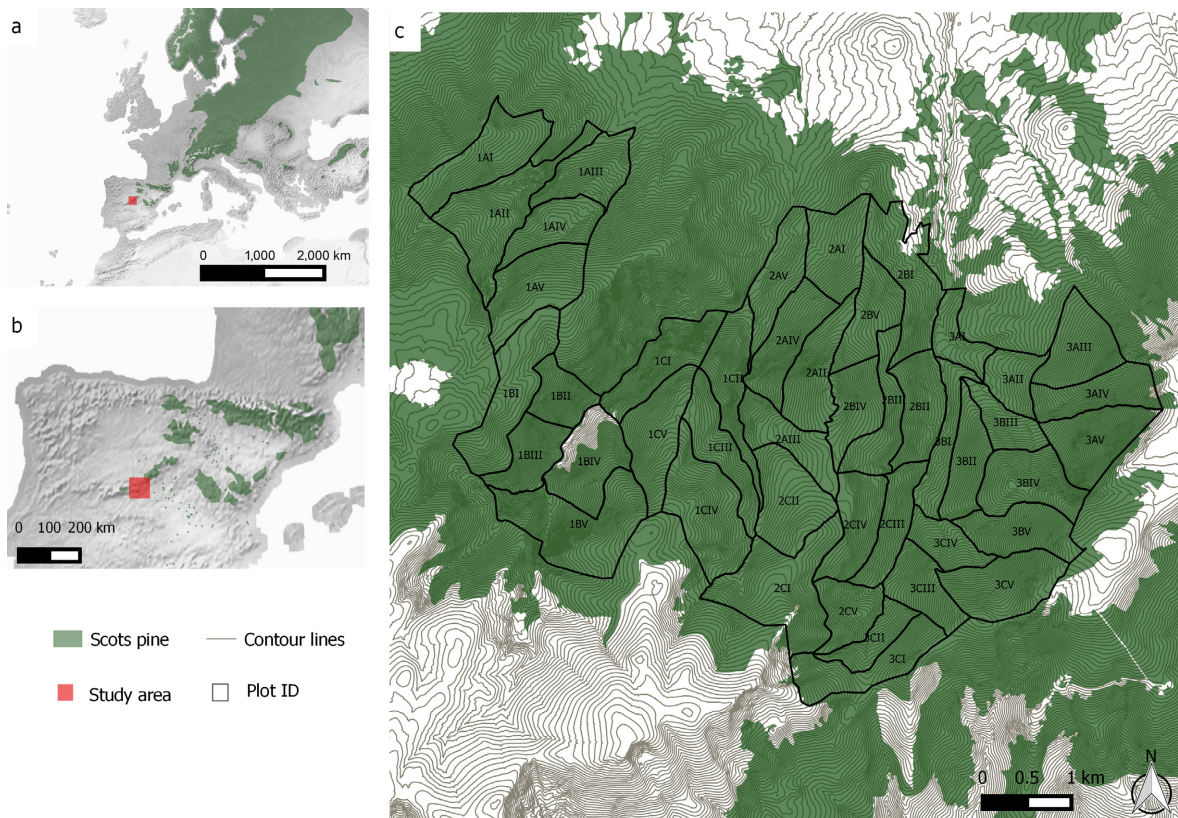 a
0 1,000 2,000 km
b
0 100 200 km
Scots pine
Contour lines
Study area
Plot ID
c
1AI
1AIII
1AII
1AIV
1AV
2AI
2AV
2BI
2BV
2AIV
3AI
3AIII
1CI
1CII
2AII
3AII
1BI
1BII
2BIV
2BIII
2BII
3AIV
3BIII
1CV
1CIII
2AIII
3BI
3AV
1BIII
1BIV
3BII
2CII
3BIV
1BV
1CIV
2CIV
2CIII
3BV
3CIV
2CI
3CIII
3CV
2CV
3CII
3CI
N
0 0.5 1 km